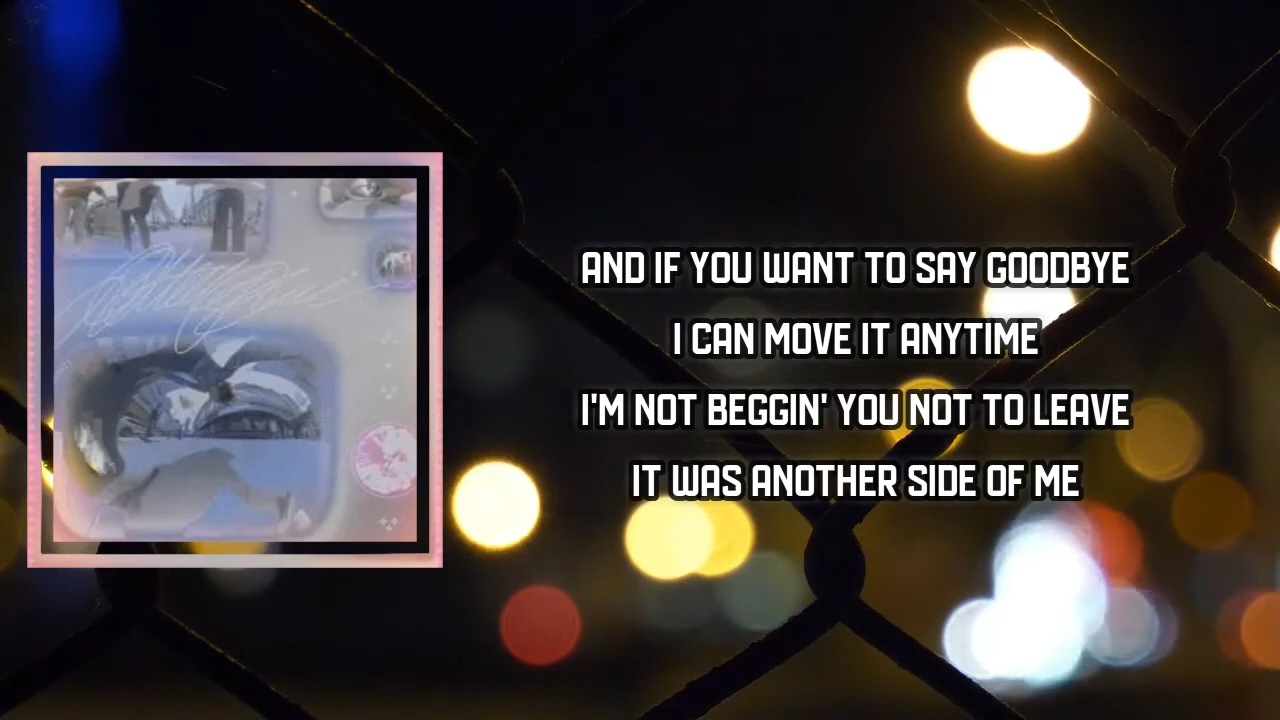 AND IF YOU WANT TO SAY GOODBYE
I CAN MOVE IT ANYTIME
I'M NOT BEGGIN' YOU NOT TO LEAVE
IT WAS ANOTHER SIDE OF ME